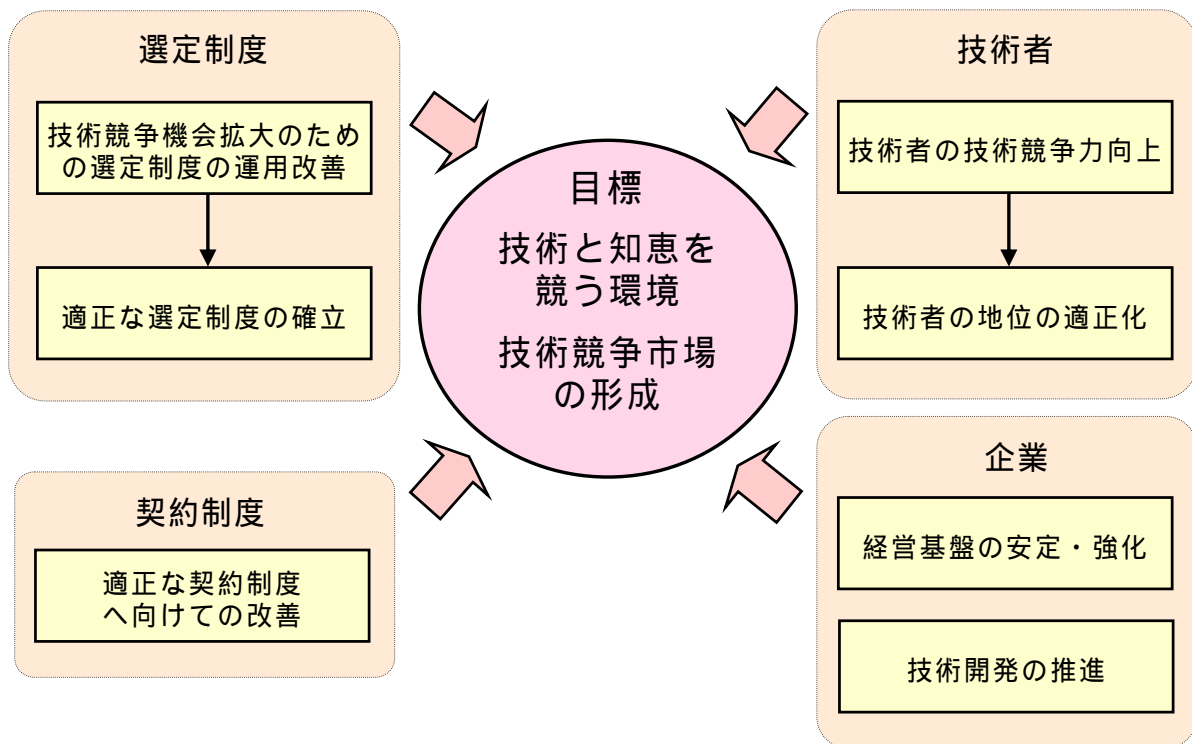 選定制度
技術競争機会拡大のため
の選定制度の運用改善
適正な選定制度の確立
契約制度
適正な契約制度
へ向けての改善
目標
技術と知恵を
競う環境
技術競争市場
の形成
技術者
技術者の技術競争力向上
技術者の地位の適正化
企業
経営基盤の安定・強化
技術開発の推進